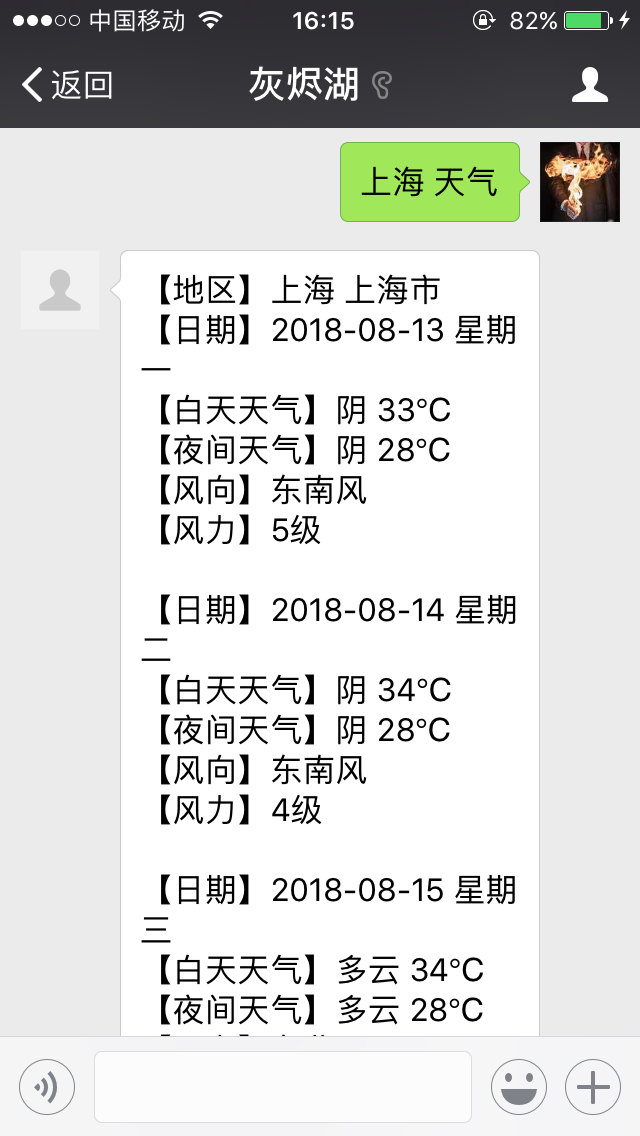 中国移动 16:15 82%
返回 灰烬湖
上海 天气
【地区】上海 上海市
【日期】2018-08-13 星期
一
【白天天气】阴 33℃
【夜间天气】阴 28℃
【风向】东南风
【风力】5级
【日期】2018-08-14 星期
二
【白天天气】阴 34℃
【夜间天气】阴 28℃
【风向】东南风
【风力】4级
【日期】2018-08-15 星期
三
【白天天气】多云 34℃
【夜间天气】多云 28℃